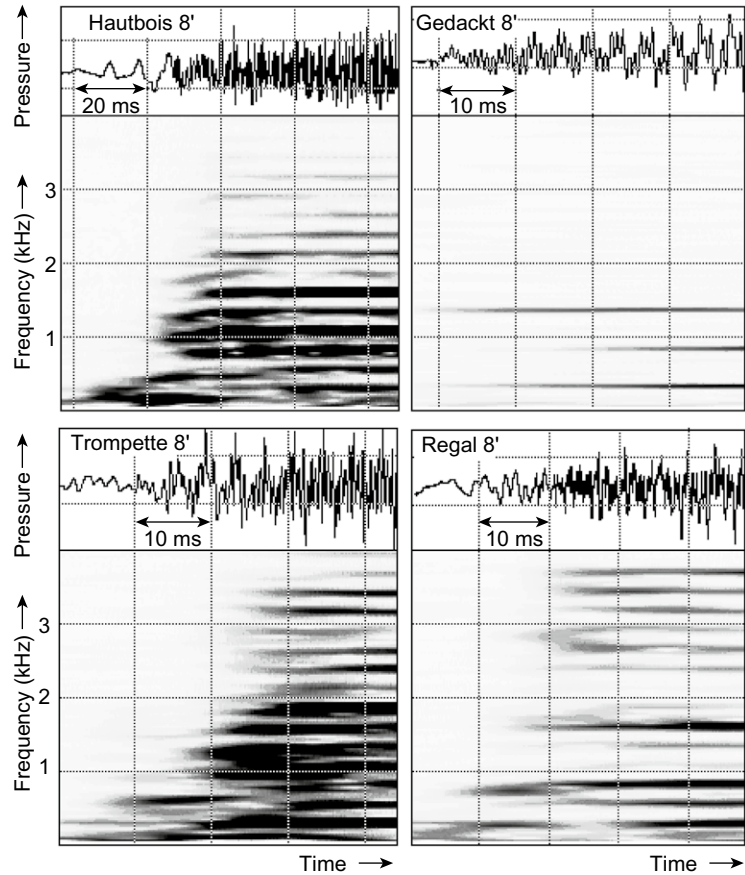 Hautbois 8'
Gedackt 8'
Pressure
20 ms
10 ms
Frequency (kHz)
3
2
1
Trompette 8'
Regal 8'
Pressure
10 ms
10 ms
Frequency (kHz)
3
2
1
Time
Time